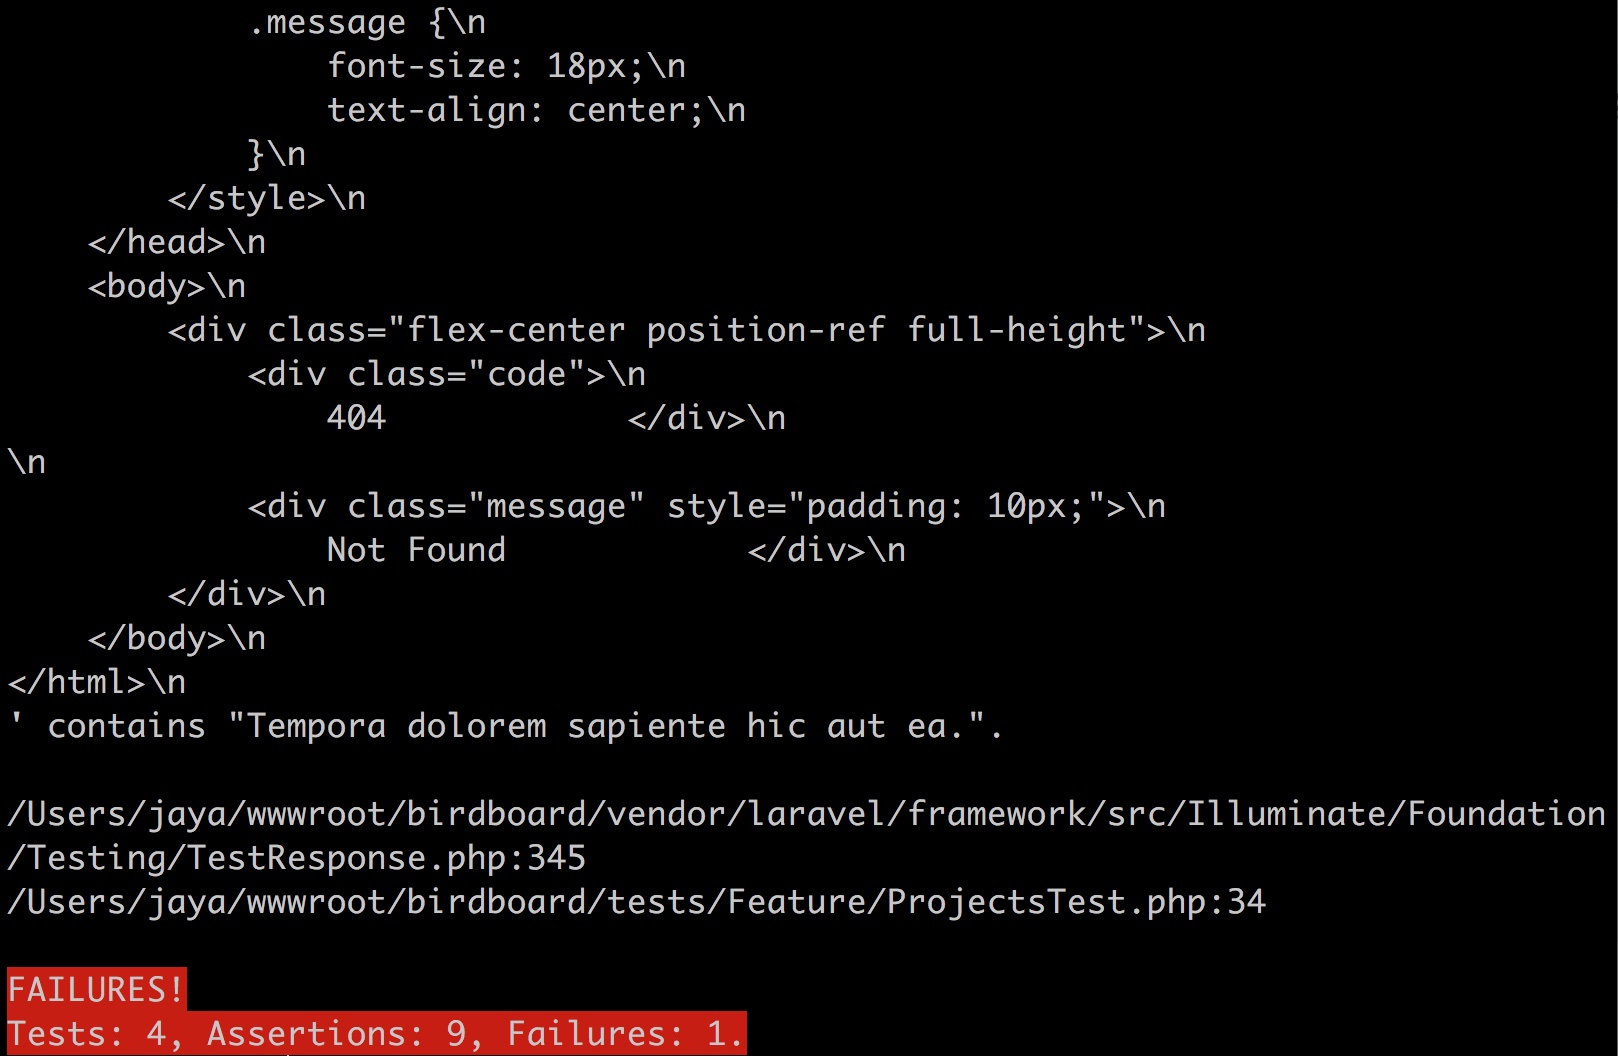 .message {\n
font-size: 18px;\n
text-align: center;\n
}\n
</style>\n
</head>\n
<body>\n
<div class="flex-center position-ref full-height">\n
<div class="code">\n
404            </div>\n
\n
<div class="message" style="padding: 10px;">\n
Not Found            </div>\n
</div>\n
</body>\n
</html>\n
' contains "Tempora dolorem sapiente hic aut ea.".
/Users/jaya/wwwroot/birdboard/vendor/laravel/framework/src/Illuminate/Foundation
/Testing/TestResponse.php:345
/Users/jaya/wwwroot/birdboard/tests/Feature/ProjectsTest.php:34
FAILURES!
Tests: 4, Assertions: 9, Failures: 1.